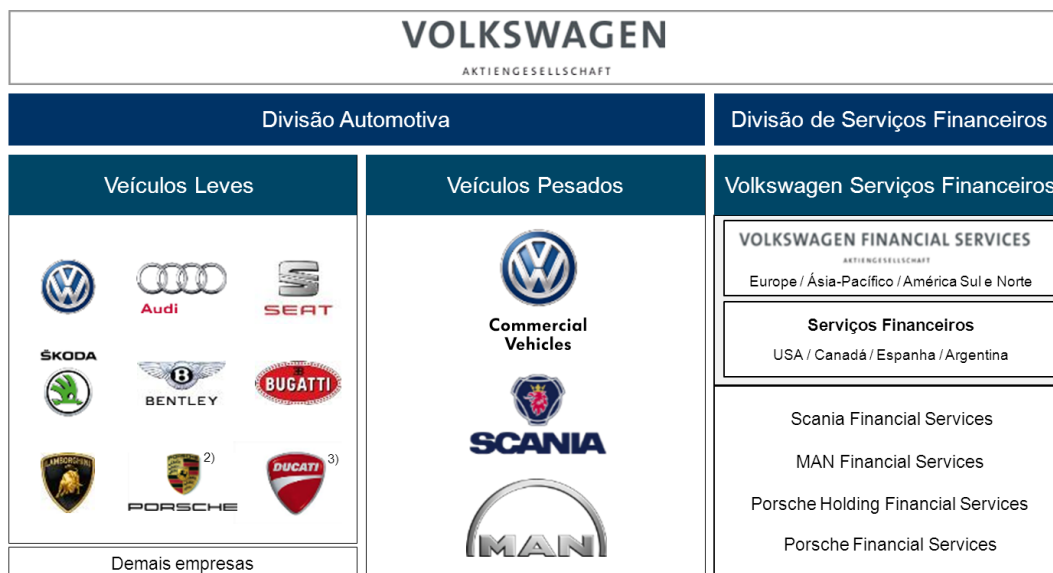 VOLKSWAGEN
AKTIENGESELLSCHAFT
Divisão Automotiva
Divisão de Serviços Financeiros
Veículos Leves
Veículos Pesados
Volkswagen Serviços Financeiros
Audi
SEAT
ŠKODA
BENTLEY
BUGATTI
LAMBORGHINI
2)
PORSCHE
DUCATI
3)
Demais empresas
Commercial
Vehicles
SCANIA
MAN
VOLKSWAGEN FINANCIAL SERVICES
AKTIENGESELLSCHAFT
Europe / Ásia-Pacífico / América Sul e Norte
Serviços Financeiros
USA / Canadá / Espanha / Argentina
Scania Financial Services
MAN Financial Services
Porsche Holding Financial Services
Porsche Financial Services